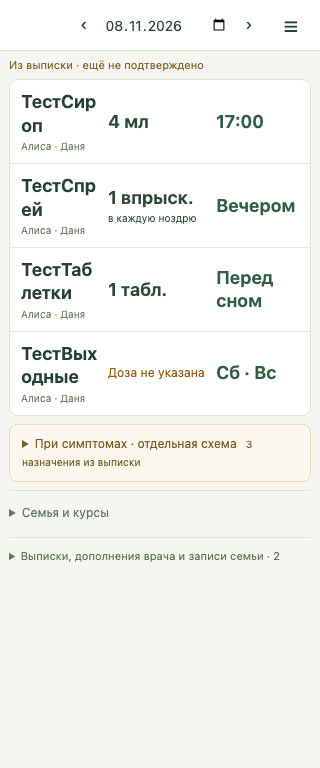 08.11.2026
Из выписки · ещё не подтверждено
ТестСир
оп
Алиса · Даня
4 мл
17:00
ТестСпр
ей
Алиса · Даня
1 впрыск.
в каждую ноздрю
Вечером
ТестТаб
летки
Алиса · Даня
1 табл.
Перед
сном
ТестВых
одные
Алиса · Даня
Доза не указана
Сб · Вс
При симптомах · отдельная схема 3
назначения из выписки
Семья и курсы
Выписки, дополнения врача и записи семьи · 2